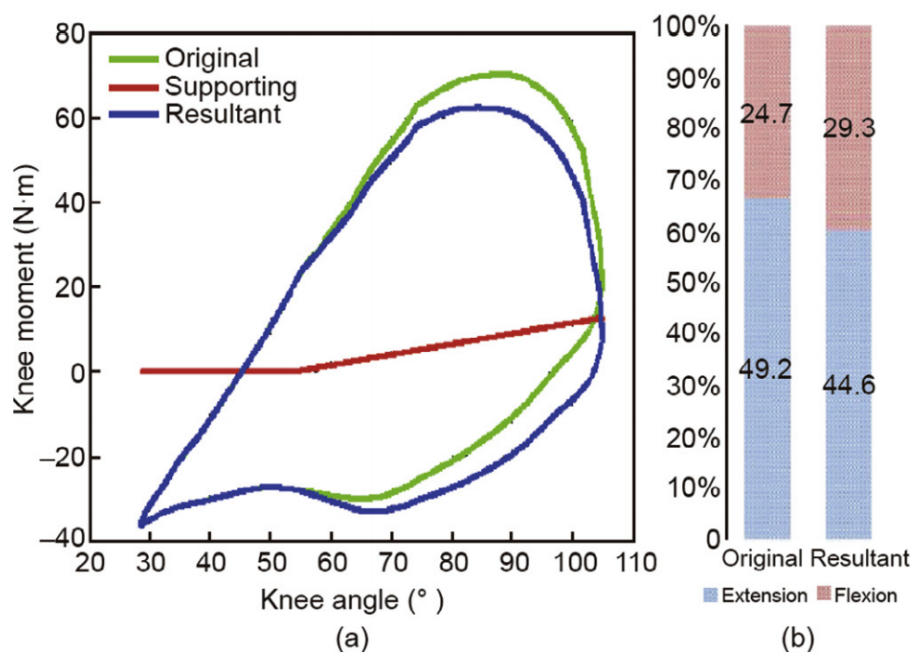 80
60
40
20
0
–20
–40
Knee moment (N·m)
Original
Supporting
Resultant
20 30 40 50 60 70 80 90 100 110
Knee angle (°)
(a)
100%
90%
80%
70%
60%
50%
40%
30%
20%
10%
0
24.7 29.3
49.2 44.6
Original Resultant
Extension Flexion
(b)